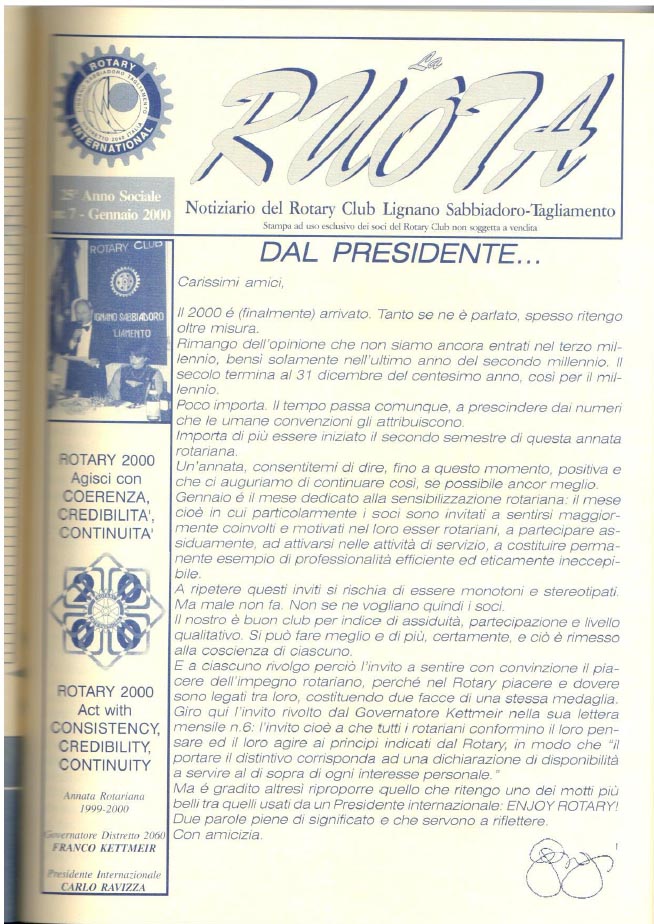 ROTARY
INTERNATIONAL
La
RUOTA
25° Anno Sociale
nr. 7 - Gennaio 2000
Notiziario del Rotary Club Lignano Sabbiadoro-Tagliamento
Stampa ad uso esclusivo dei soci del Rotary Club non soggetta a vendita
ROTARY CLUB
LIGNANO SABBIADORO
LIAMENTO
ROTARY 2000
Agisci con
COERENZA,
CREDIBILITA',
CONTINUITA'
2000
ROTARY 2000
Act with
CONSISTENCY,
CREDIBILITY,
CONTINUITY
Annata Rotariana
1999-2000
Governatore Distretto 2060
FRANCO KETTMEIR
Presidente Internazionale
CARLO RAVIZZA
DAL PRESIDENTE...
Carissimi amici,
Il 2000 é (finalmente) arrivato. Tanto se ne è parlato, spesso ritengo
oltre misura.
Rimango dell'opinione che non siamo ancora entrati nel terzo mil-
lennio, bensì solamente nell'ultimo anno del secondo millennio. Il
secolo termina al 31 dicembre del centesimo anno, così per il mil-
lennio.
Poco importa. Il tempo passa comunque, a prescindere dai numeri
che le umane convenzioni gli attribuiscono.
Importa di più essere iniziato il secondo semestre di questa annata
rotariana.
Un'annata, consentitemi di dire, fino a questo momento, positiva e
che ci auguriamo di continuare così, se possibile ancor meglio.
Gennaio é il mese dedicato alla sensibilizzazione rotariana: il mese
cioè in cui particolarmente i soci sono invitati a sentirsi maggior-
mente coinvolti e motivati nel loro esser rotariani, a partecipare as-
siduamente, ad attivarsi nelle attività di servizio, a costituire perma-
nente esempio di professionalità efficiente ed eticamente ineccepi-
bile.
A ripetere questi inviti si rischia di essere monotoni e stereotipati.
Ma male non fa. Non se ne vogliano quindi i soci.
Il nostro è buon club per indice di assiduità, partecipazione e livello
qualitativo. Si può fare meglio e di più, certamente, e ciò è rimesso
alla coscienza di ciascuno.
E a ciascuno rivolgo perciò l'invito a sentire con convinzione il pia-
cere dell'impegno rotariano, perché nel Rotary piacere e dovere
sono legati tra loro, costituendo due facce di una stessa medaglia.
Giro qui l'invito rivolto dal Governatore Kettmeir nella sua lettera
mensile n.6: l'invito cioè a che tutti i rotariani conformino il loro pen-
sare ed il loro agire ai principi indicati dal Rotary, in modo che "il
portare il distintivo corrisponda ad una dichiarazione di disponibilità
a servire al di sopra di ogni interesse personale."
Ma é gradito altresì riproporre quello che ritengo uno dei motti più
belli tra quelli usati da un Presidente internazionale: ENJOY ROTARY!
Due parole piene di significato e che servono a riflettere.
Con amicizia.